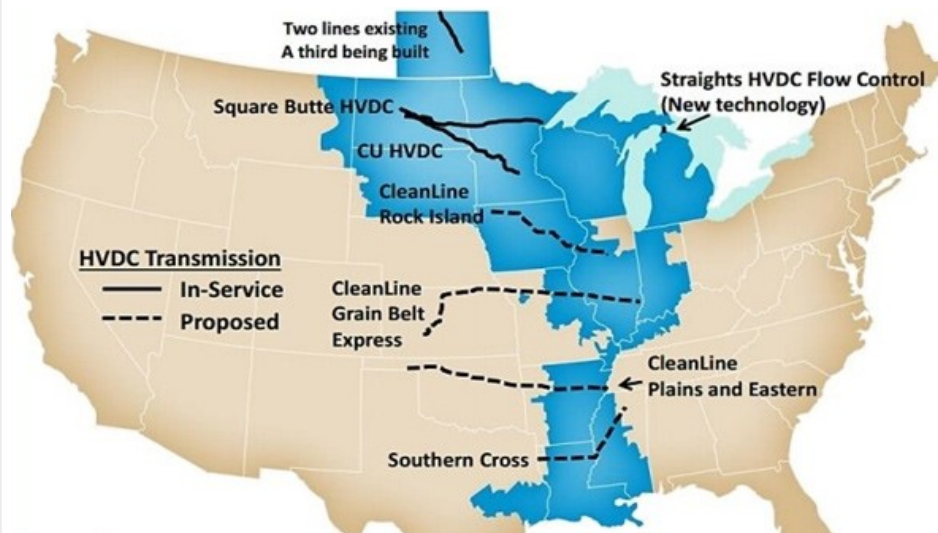 Two lines existing
A third being built
Straights HVDC Flow Control
(New technology)
Square Butte HVDC
CU HVDC
CleanLine
Rock Island
HVDC Transmission
In-Service
Proposed
CleanLine
Grain Belt
Express
CleanLine
Plains and Eastern
Southern Cross